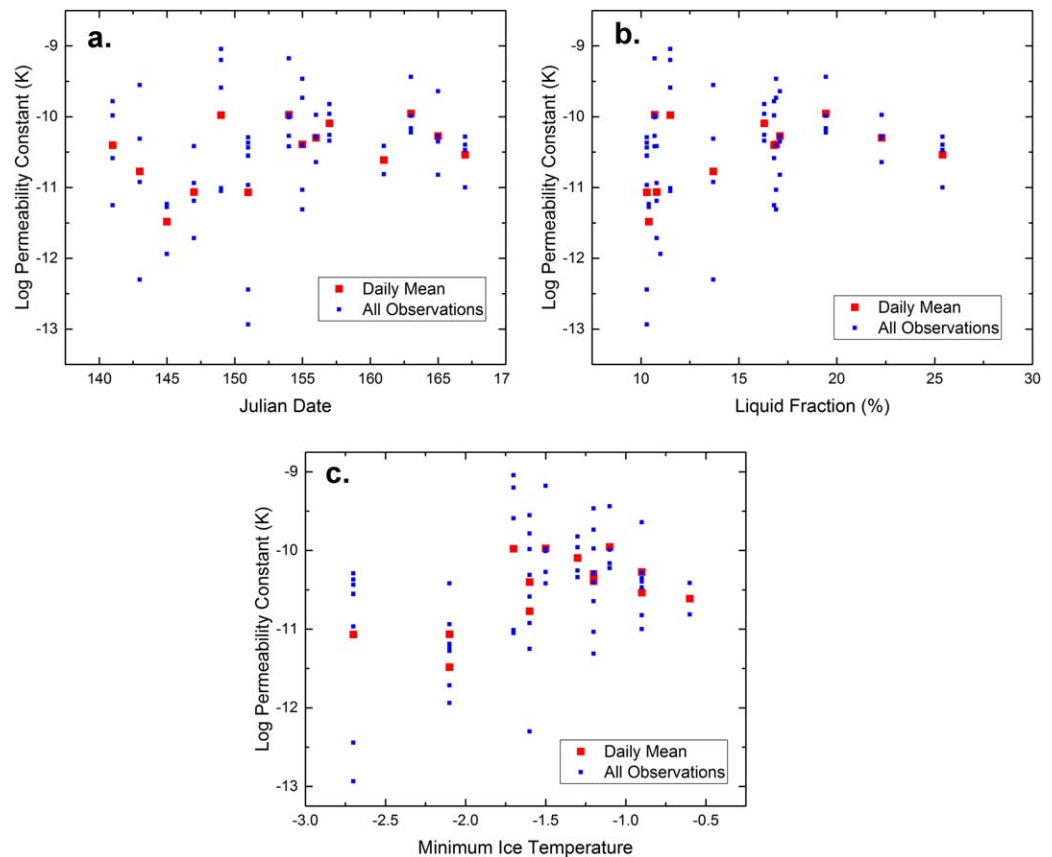 a.
-9
-10
-11
-12
-13
Log Permeability Constant (K)
Daily Mean
All Observations
140 145 150 155 160 165 17
Julian Date
b.
-9
-10
-11
-12
-13
Log Permeability Constant (K)
Daily Mean
All Observations
10 15 20 25 30
Liquid Fraction (%)
c.
-9
-10
-11
-12
-13
Log Permeability Constant (K)
Daily Mean
All Observations
-3.0 -2.5 -2.0 -1.5 -1.0 -0.5
Minimum Ice Temperature